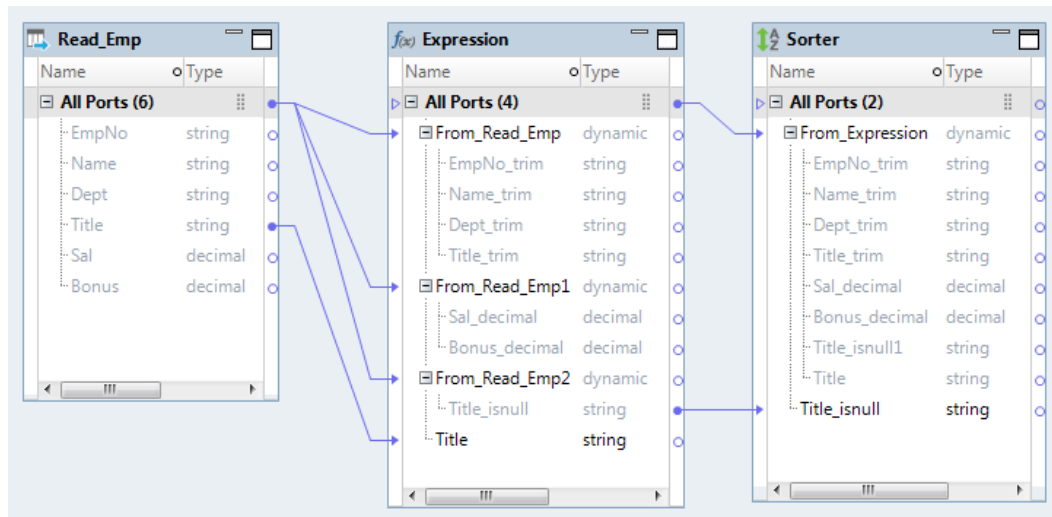 Read_Emp
Name Type
All Ports (6)
EmpNo string
Name string
Dept string
Title string
Sal decimal
Bonus decimal
f(x) Expression
Name Type
All Ports (4)
From_Read_Emp dynamic
EmpNo_trim string
Name_trim string
Dept_trim string
Title_trim string
From_Read_Emp1 dynamic
Sal_decimal decimal
Bonus_decimal decimal
From_Read_Emp2 dynamic
Title_isnull string
Title string
A Z Sorter
Name Type
All Ports (2)
From_Expression dynamic
EmpNo_trim string
Name_trim string
Dept_trim string
Title_trim string
Sal_decimal decimal
Bonus_decimal decimal
Title_isnull1 string
Title string
Title_isnull string